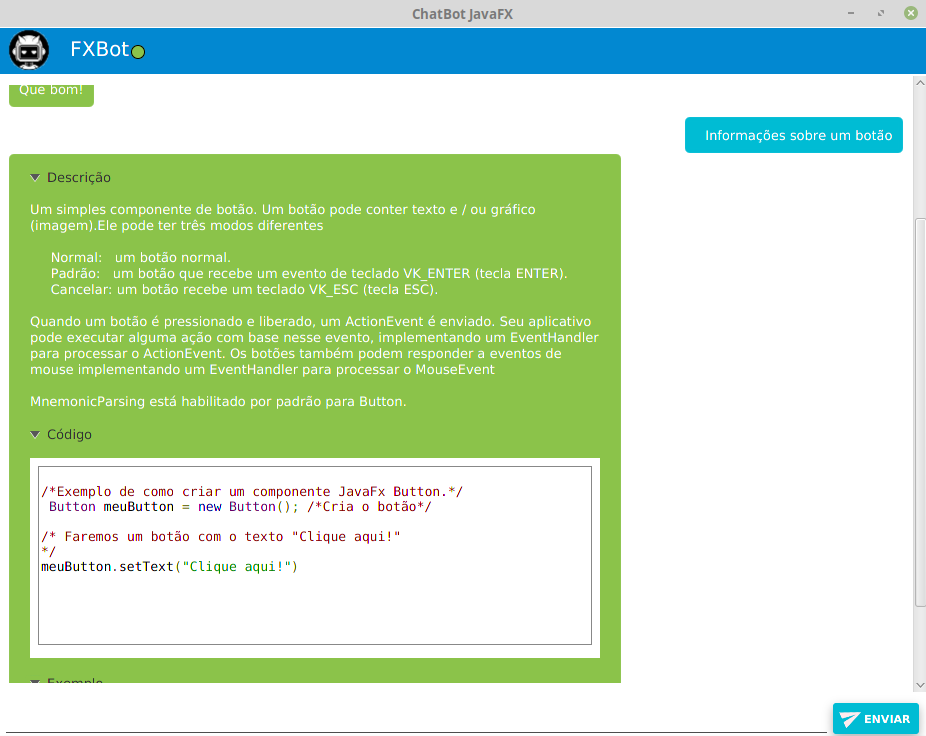 ChatBot JavaFX
FXBot
Que bom!
Informações sobre um botão
Descrição
Um simples componente de botão. Um botão pode conter texto e / ou gráfico
(imagem).Ele pode ter três modos diferentes
Normal: um botão normal.
Padrão: um botão que recebe um evento de teclado VK_ENTER (tecla ENTER).
Cancelar: um botão recebe um teclado VK_ESC (tecla ESC).
Quando um botão é pressionado e liberado, um ActionEvent é enviado. Seu aplicativo
pode executar alguma ação com base nesse evento, implementando um EventHandler
para processar o ActionEvent. Os botões também podem responder a eventos de
mouse implementando um EventHandler para processar o MouseEvent
MnemonicParsing está habilitado por padrão para Button.
Código
/*Exemplo de como criar um componente JavaFx Button.*/
Button meuButton = new Button(); /*Cria o botão*/
/* Faremos um botão com o texto "Clique aqui!"
*/
meuButton.setText("Clique aqui!")
Exemplo
ENVIAR